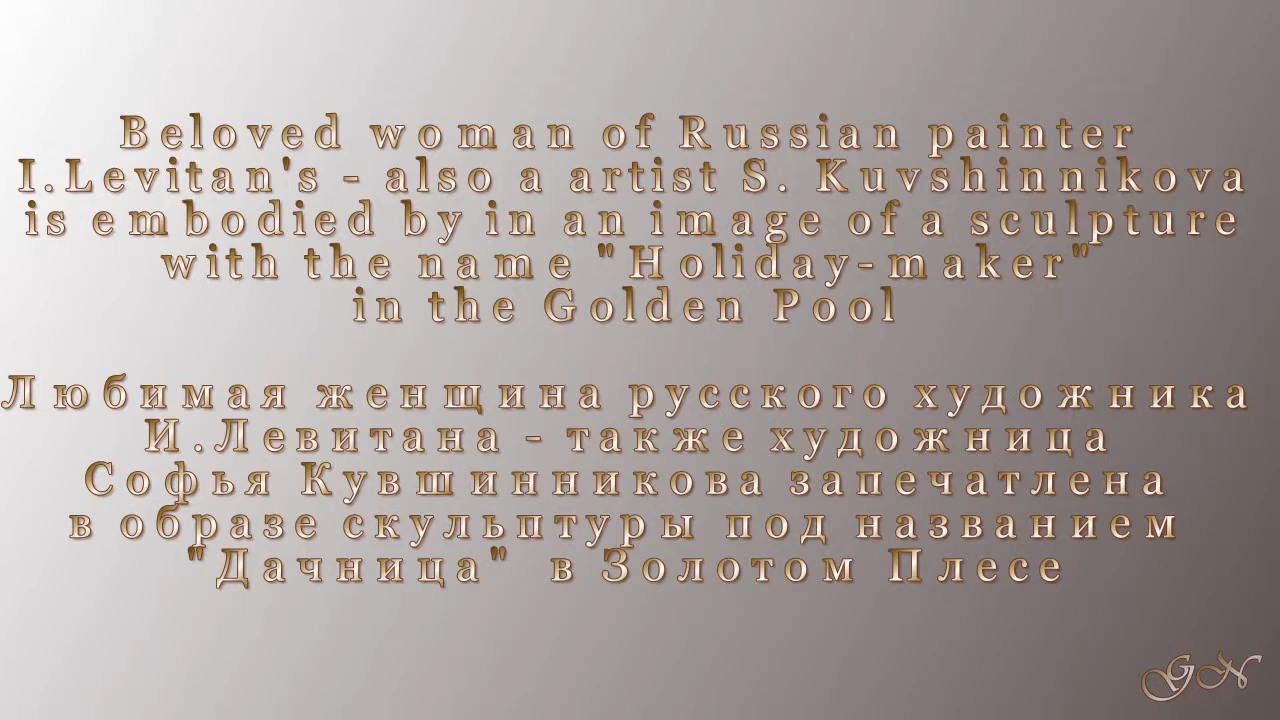 Beloved woman of Russian painter
I.Levitan's - also a artist S. Kuvshinnikova
is embodied by in an image of a sculpture
with the name "Holiday-maker"
in the Golden Pool
Любимая женщина русского художника
И.Левитана - также художница
Софья Кувшинникова запечатлена
в образе скульптуры под названием
"Дачница" в Золотом Плесе
GN